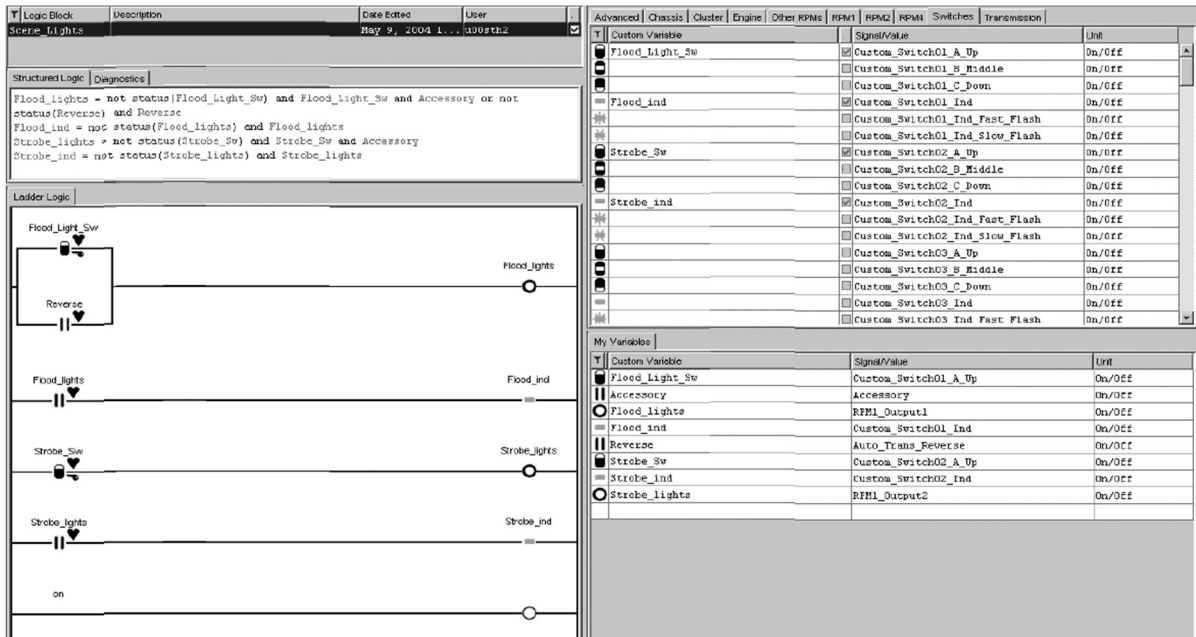 Logic Block Description Date Edited User .
Scene_Lights May 9, 2004 1... u00sth2
Structured Logic Diagnostics
Flood_lights = not status(Flood_Light_Sw) and Flood_Light_Sw and Accessory or not
status(Reverse) and Reverse
Flood_ind = not status(Flood_lights) and Flood_lights
Strobe_lights = not status(Strobe_Sw) and Strobe_Sw and Accessory
Strobe_ind = not status(Strobe_lights) and Strobe_lights
Ladder Logic
Flood_Light_Sw
Flood_lights
Reverse
Flood_lights Flood_ind
Strobe_Sw Strobe_lights
Strobe_lights Strobe_ind
on
Advanced Chassis Cluster Engine Other RPMs RPM1 RPM2 RPM4 Switches Transmission
Custom Variable Signal/Value Unit
Flood_Light_Sw Custom_Switch01_A_Up On/Off
Custom_Switch01_B_Middle On/Off
Custom_Switch01_C_Down On/Off
Flood_ind Custom_Switch01_Ind On/Off
Custom_Switch01_Ind_Fast_Flash On/Off
Custom_Switch01_Ind_Slow_Flash On/Off
Strobe_Sw Custom_Switch02_A_Up On/Off
Custom_Switch02_B_Middle On/Off
Custom_Switch02_C_Down On/Off
Strobe_ind Custom_Switch02_Ind On/Off
Custom_Switch02_Ind_Fast_Flash On/Off
Custom_Switch02_Ind_Slow_Flash On/Off
Custom_Switch03_A_Up On/Off
Custom_Switch03_B_Middle On/Off
Custom_Switch03_C_Down On/Off
Custom_Switch03_Ind On/Off
Custom_Switch03_Ind_Fast_Flash On/Off
My Variables
Custom Variable Signal/Value Unit
Flood_Light_Sw Custom_Switch01_A_Up On/Off
Accessory Accessory On/Off
Flood_lights RPM1_Output1 On/Off
Flood_ind Custom_Switch01_Ind On/Off
Reverse Auto_Trans_Reverse On/Off
Strobe_Sw Custom_Switch02_A_Up On/Off
Strobe_ind Custom_Switch02_Ind On/Off
Strobe_lights RPM1_Output2 On/Off